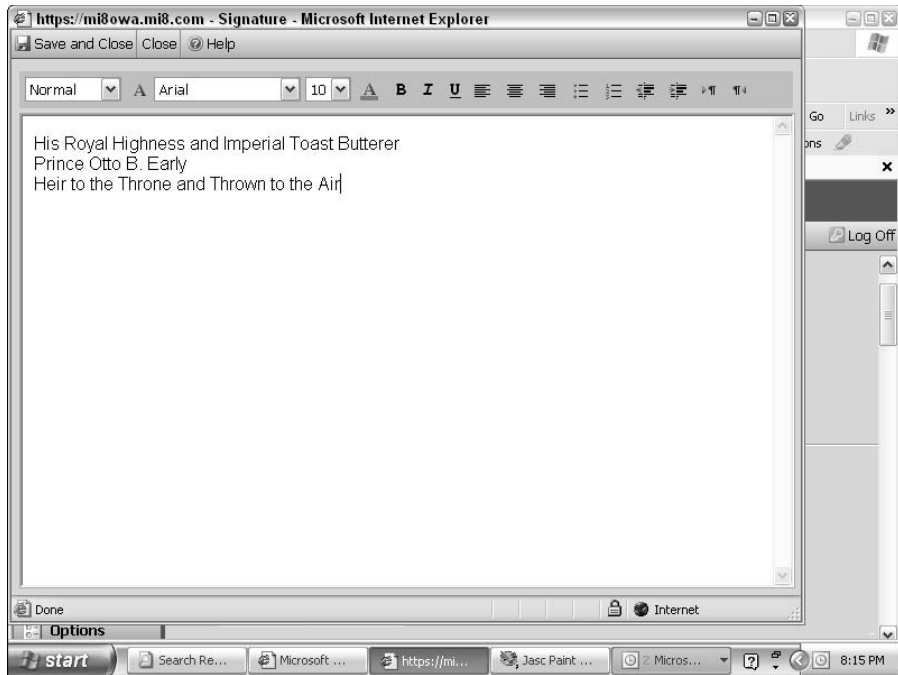 https://mi8owa.mi8.com - Signature - Microsoft Internet Explorer
Save and Close Close Help
Normal A Arial 10 A B I U
His Royal Highness and Imperial Toast Butterer
Prince Otto B. Early
Heir to the Throne and Thrown to the Air
Go Links »
ons
Log Off
Done Internet
Options
start Search Re... Microsoft ... https://mi... Jasc Paint ... 2 Micros... 8:15 PM